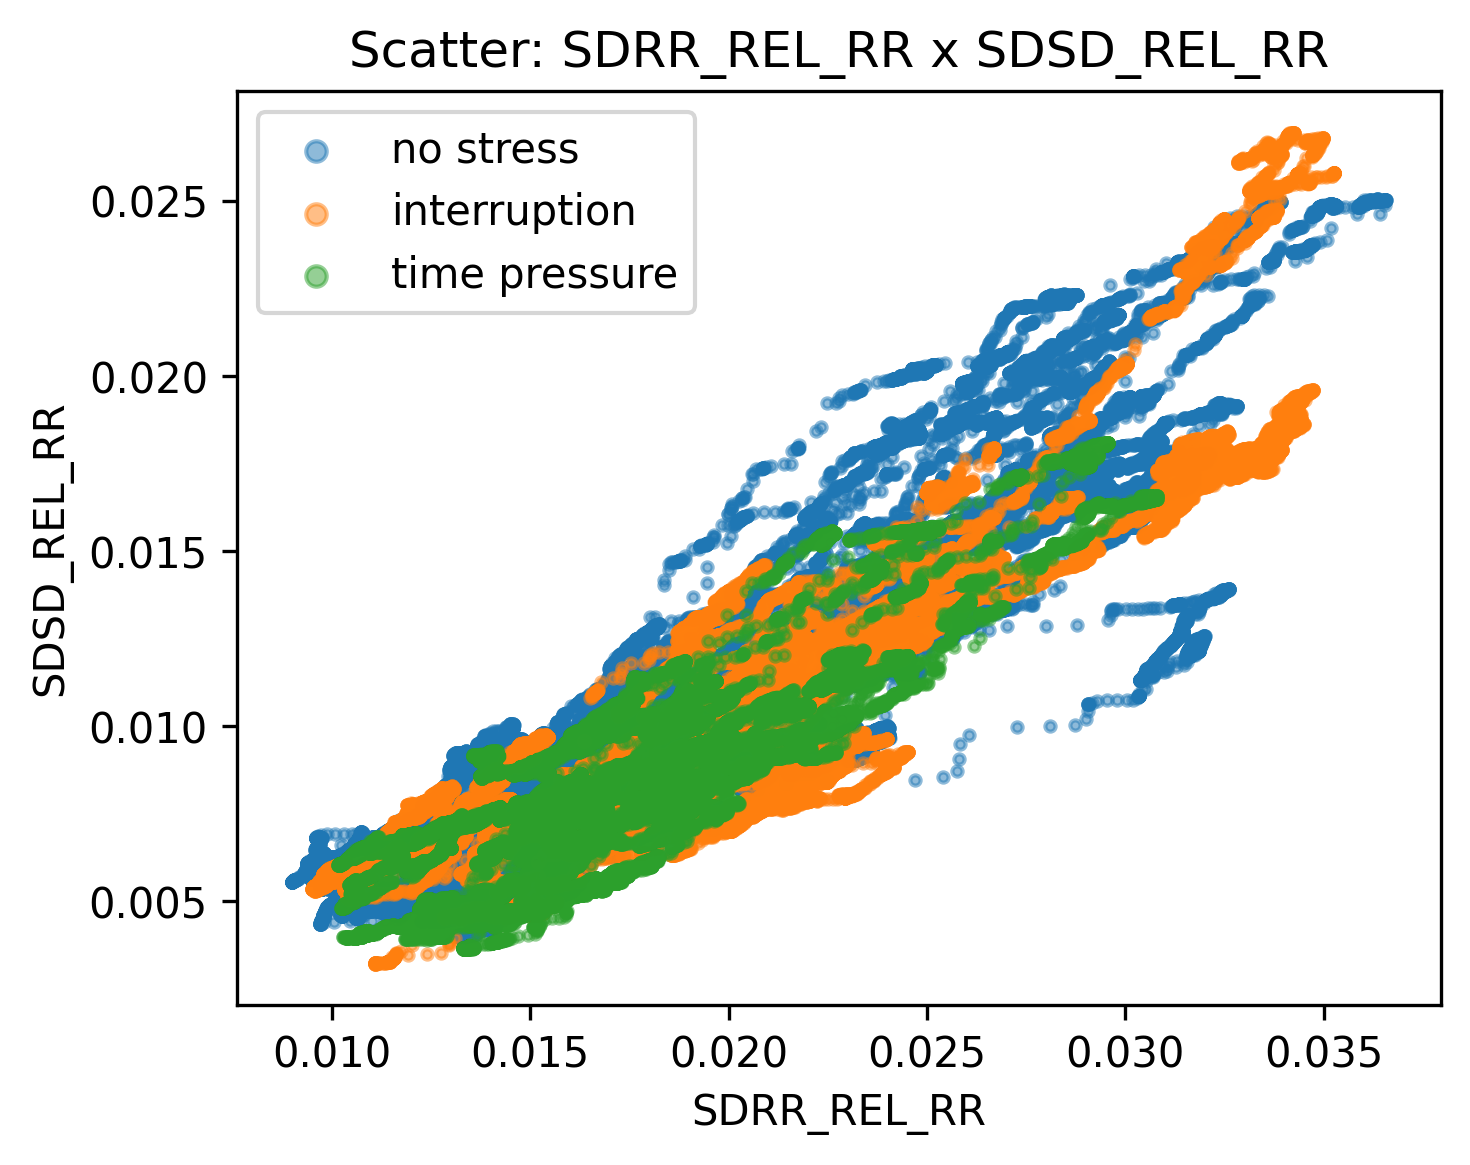 Scatter: SDRR_REL_RR x SDSD_REL_RR
no stress
interruption
time pressure
0.025
0.020
0.015
0.010
0.005
SDSD_REL_RR
0.010 0.015 0.020 0.025 0.030 0.035
SDRR_REL_RR